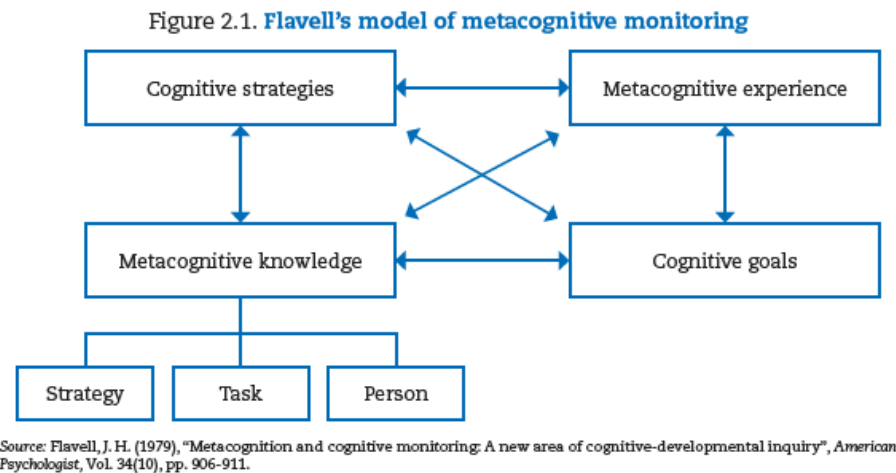 Figure 2.1. Flavell's model of metacognitive monitoring
Cognitive strategies
Metacognitive experience
Metacognitive knowledge
Cognitive goals
Strategy
Task
Person
Source: Flavell, J. H. (1979), “Metacognition and cognitive monitoring: A new area of cognitive-developmental inquiry”, American
Psychologist, Vol. 34(10), pp. 906-911.